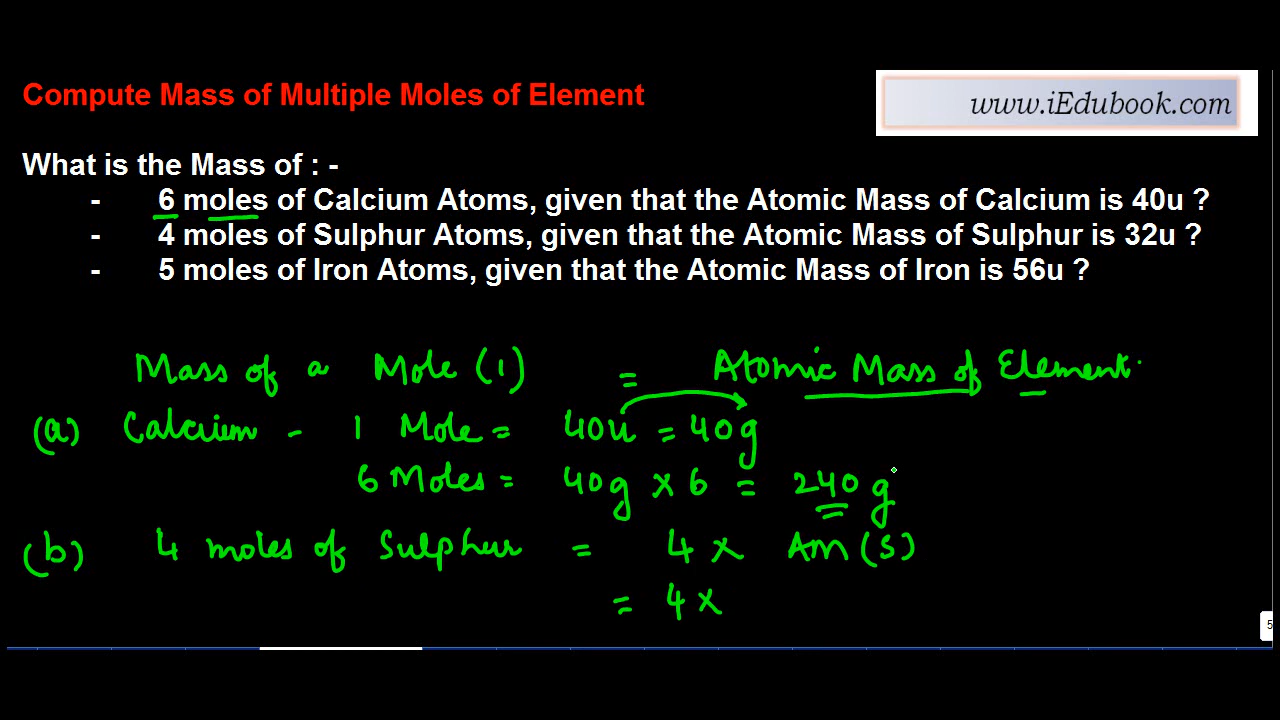 Compute Mass of Multiple Moles of Element
www.iEdubook.com
What is the Mass of : -
- 6 moles of Calcium Atoms, given that the Atomic Mass of Calcium is 40u ?
- 4 moles of Sulphur Atoms, given that the Atomic Mass of Sulphur is 32u ?
- 5 moles of Iron Atoms, given that the Atomic Mass of Iron is 56u ?
Mass of a Mole (1) = Atomic Mass of Element.
(a) Calcium - 1 Mole = 40u = 40g
6 Moles = 40g x 6 = 240 g
(b) 4 moles of Sulphur = 4 x AM (S)
= 4 x
5